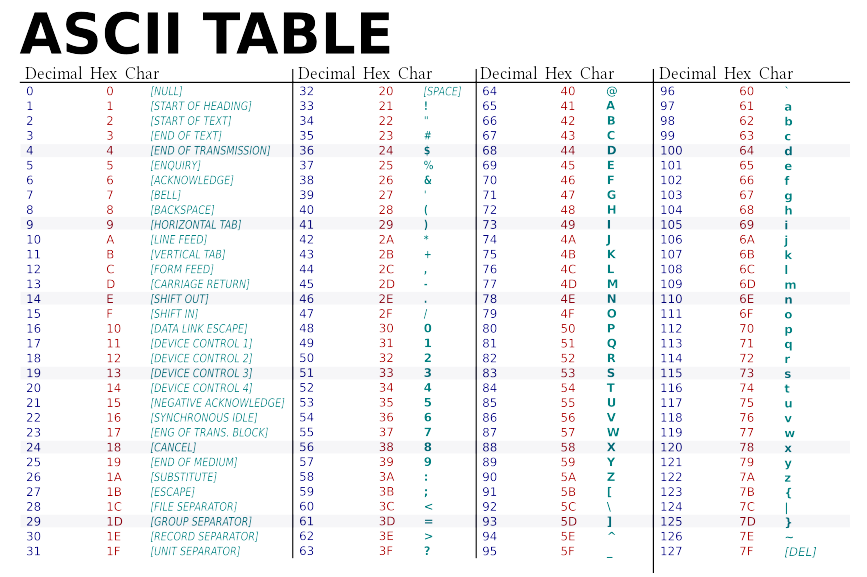 ASCII TABLE
Decimal Hex Char Decimal Hex Char Decimal Hex Char Decimal Hex Char
0 0 [NULL] 32 20 [SPACE] 64 40 @ 96 60 `
1 1 [START OF HEADING] 33 21 ! 65 41 A 97 61 a
2 2 [START OF TEXT] 34 22 " 66 42 B 98 62 b
3 3 [END OF TEXT] 35 23 # 67 43 C 99 63 c
4 4 [END OF TRANSMISSION] 36 24 $ 68 44 D 100 64 d
5 5 [ENQUIRY] 37 25 % 69 45 E 101 65 e
6 6 [ACKNOWLEDGE] 38 26 & 70 46 F 102 66 f
7 7 [BELL] 39 27 ' 71 47 G 103 67 g
8 8 [BACKSPACE] 40 28 ( 72 48 H 104 68 h
9 9 [HORIZONTAL TAB] 41 29 ) 73 49 I 105 69 i
10 A [LINE FEED] 42 2A * 74 4A J 106 6A j
11 B [VERTICAL TAB] 43 2B + 75 4B K 107 6B k
12 C [FORM FEED] 44 2C , 76 4C L 108 6C l
13 D [CARRIAGE RETURN] 45 2D - 77 4D M 109 6D m
14 E [SHIFT OUT] 46 2E . 78 4E N 110 6E n
15 F [SHIFT IN] 47 2F / 79 4F O 111 6F o
16 10 [DATA LINK ESCAPE] 48 30 0 80 50 P 112 70 p
17 11 [DEVICE CONTROL 1] 49 31 1 81 51 Q 113 71 q
18 12 [DEVICE CONTROL 2] 50 32 2 82 52 R 114 72 r
19 13 [DEVICE CONTROL 3] 51 33 3 83 53 S 115 73 s
20 14 [DEVICE CONTROL 4] 52 34 4 84 54 T 116 74 t
21 15 [NEGATIVE ACKNOWLEDGE] 53 35 5 85 55 U 117 75 u
22 16 [SYNCHRONOUS IDLE] 54 36 6 86 56 V 118 76 v
23 17 [ENG OF TRANS. BLOCK] 55 37 7 87 57 W 119 77 w
24 18 [CANCEL] 56 38 8 88 58 X 120 78 x
25 19 [END OF MEDIUM] 57 39 9 89 59 Y 121 79 y
26 1A [SUBSTITUTE] 58 3A : 90 5A Z 122 7A z
27 1B [ESCAPE] 59 3B ; 91 5B [ 123 7B {
28 1C [FILE SEPARATOR] 60 3C < 92 5C \ 124 7C |
29 1D [GROUP SEPARATOR] 61 3D = 93 5D ] 125 7D }
30 1E [RECORD SEPARATOR] 62 3E > 94 5E ^ 126 7E ~
31 1F [UNIT SEPARATOR] 63 3F ? 95 5F _ 127 7F [DEL]